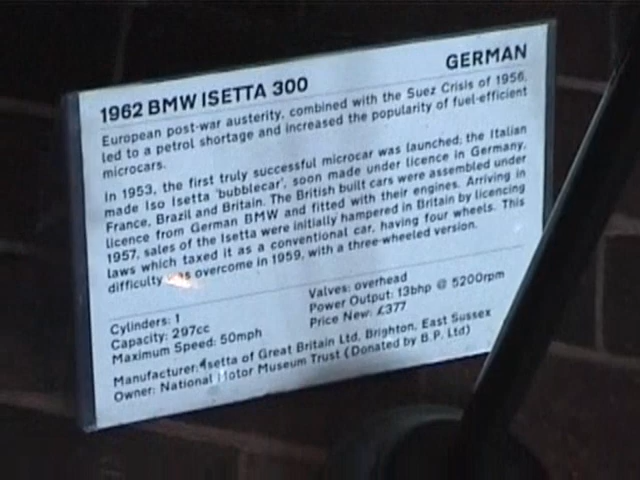 1962 BMW ISETTA 300 GERMAN
European post-war austerity, combined with the Suez Crisis of 1956,
led to a petrol shortage and increased the popularity of fuel-efficient
microcars.
In 1953, the first truly successful microcar was launched; the Italian
made Iso Isetta 'bubblecar', soon made under licence in Germany,
France, Brazil and Britain. The British built cars were assembled under
licence from German BMW and fitted with their engines. Arriving in
1957, sales of the Isetta were initially hampered in Britain by licencing
laws which taxed it as a conventional car, having four wheels. This
difficulty was overcome in 1959, with a three-wheeled version.
Cylinders: 1 Valves: overhead
Capacity: 297cc Power Output: 13bhp @ 5200rpm
Maximum Speed: 50mph Price New: £377
Manufacturer: Isetta of Great Britain Ltd, Brighton, East Sussex
Owner: National Motor Museum Trust (Donated by B.P. Ltd)